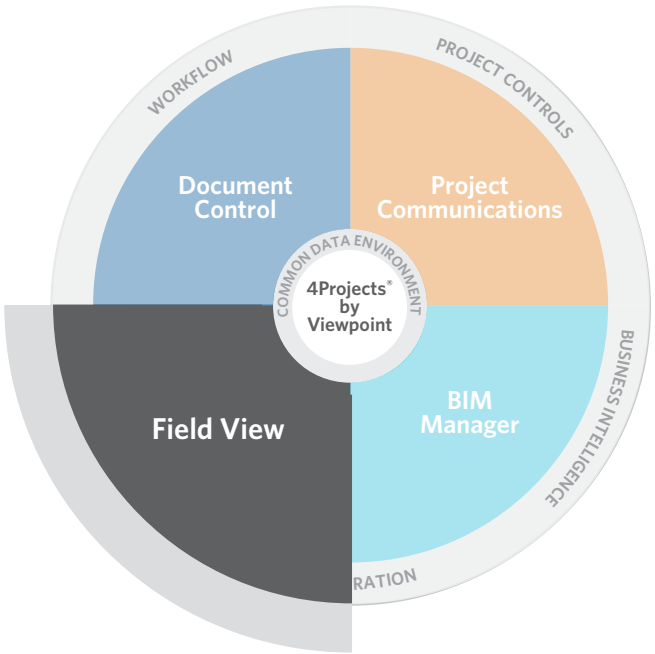 WORKFLOW
PROJECT CONTROLS
Document
Control
Project
Communications
COMMON DATA ENVIRONMENT
4Projects®
by
Viewpoint
BUSINESS INTELLIGENCE
Field View
BIM
Manager
RATION